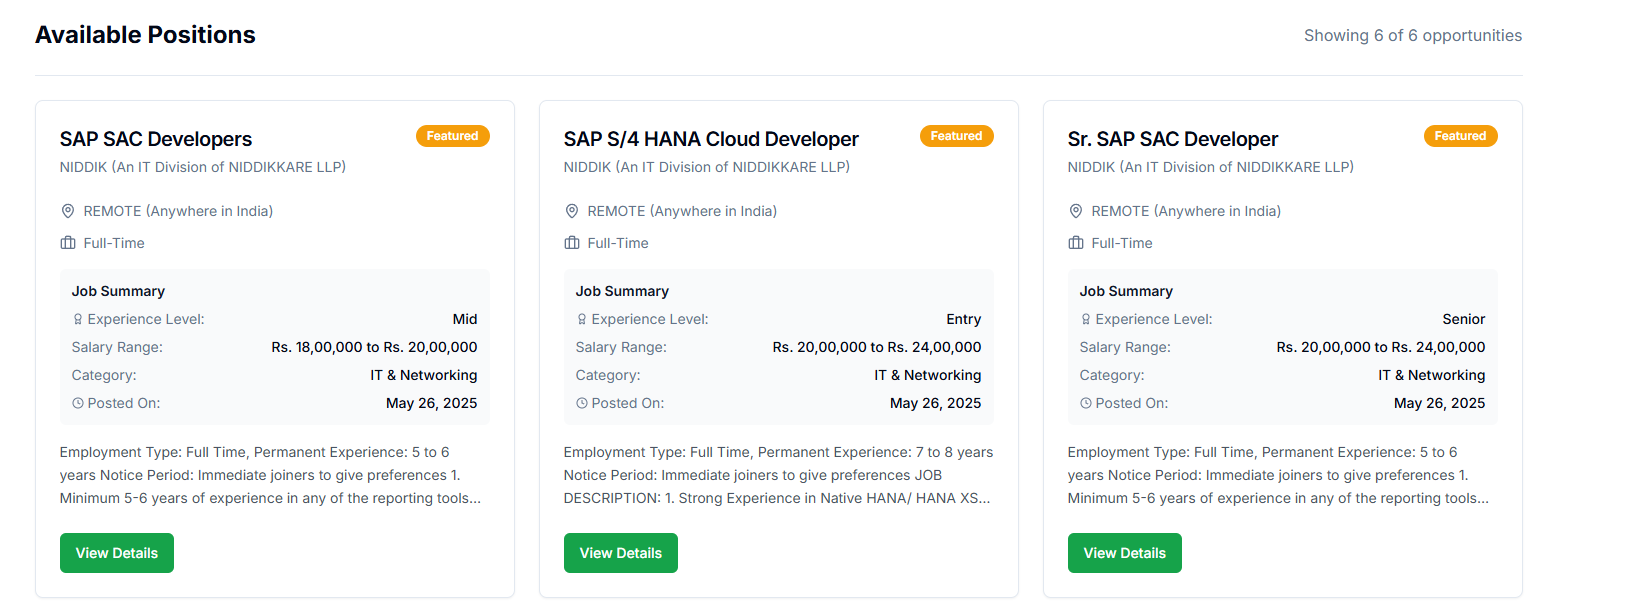 Available Positions
Showing 6 of 6 opportunities
SAP SAC Developers
Featured
NIDDIK (An IT Division of NIDDIKKARE LLP)
REMOTE (Anywhere in India)
Full-Time
Job Summary
Experience Level: Mid
Salary Range: Rs. 18,00,000 to Rs. 20,00,000
Category: IT & Networking
Posted On: May 26, 2025
Employment Type: Full Time, Permanent Experience: 5 to 6
years Notice Period: Immediate joiners to give preferences 1.
Minimum 5-6 years of experience in any of the reporting tools...
View Details
SAP S/4 HANA Cloud Developer
Featured
NIDDIK (An IT Division of NIDDIKKARE LLP)
REMOTE (Anywhere in India)
Full-Time
Job Summary
Experience Level: Entry
Salary Range: Rs. 20,00,000 to Rs. 24,00,000
Category: IT & Networking
Posted On: May 26, 2025
Employment Type: Full Time, Permanent Experience: 7 to 8 years
Notice Period: Immediate joiners to give preferences JOB
DESCRIPTION: 1. Strong Experience in Native HANA/ HANA XS...
View Details
Sr. SAP SAC Developer
Featured
NIDDIK (An IT Division of NIDDIKKARE LLP)
REMOTE (Anywhere in India)
Full-Time
Job Summary
Experience Level: Senior
Salary Range: Rs. 20,00,000 to Rs. 24,00,000
Category: IT & Networking
Posted On: May 26, 2025
Employment Type: Full Time, Permanent Experience: 5 to 6
years Notice Period: Immediate joiners to give preferences 1.
Minimum 5-6 years of experience in any of the reporting tools...
View Details